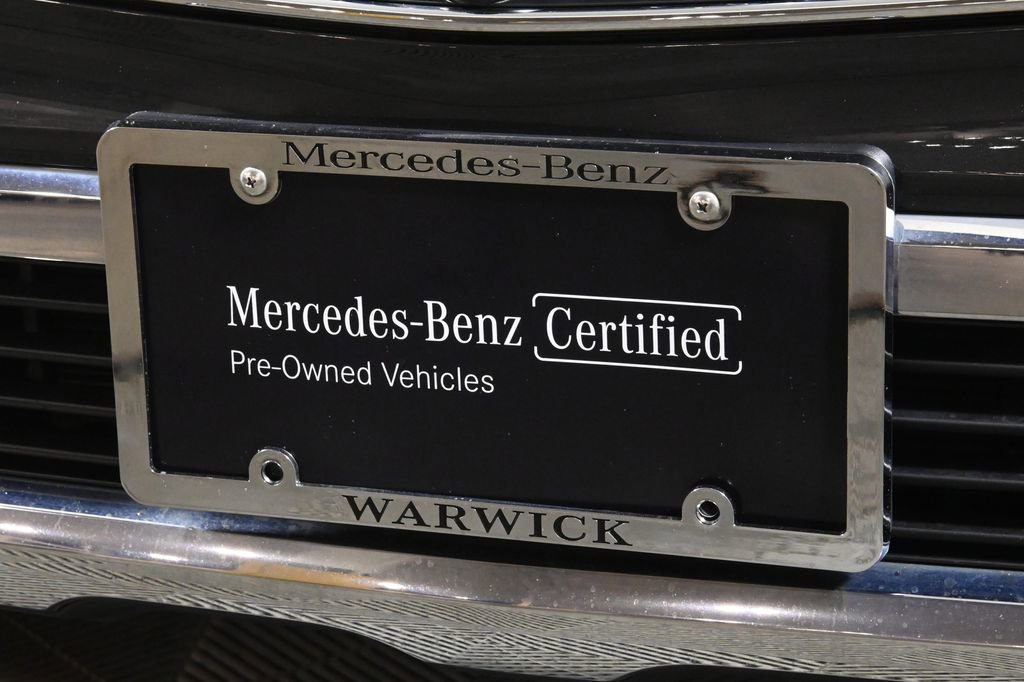 Mercedes-Benz
Mercedes-Benz Certified
Pre-Owned Vehicles
WARWICK